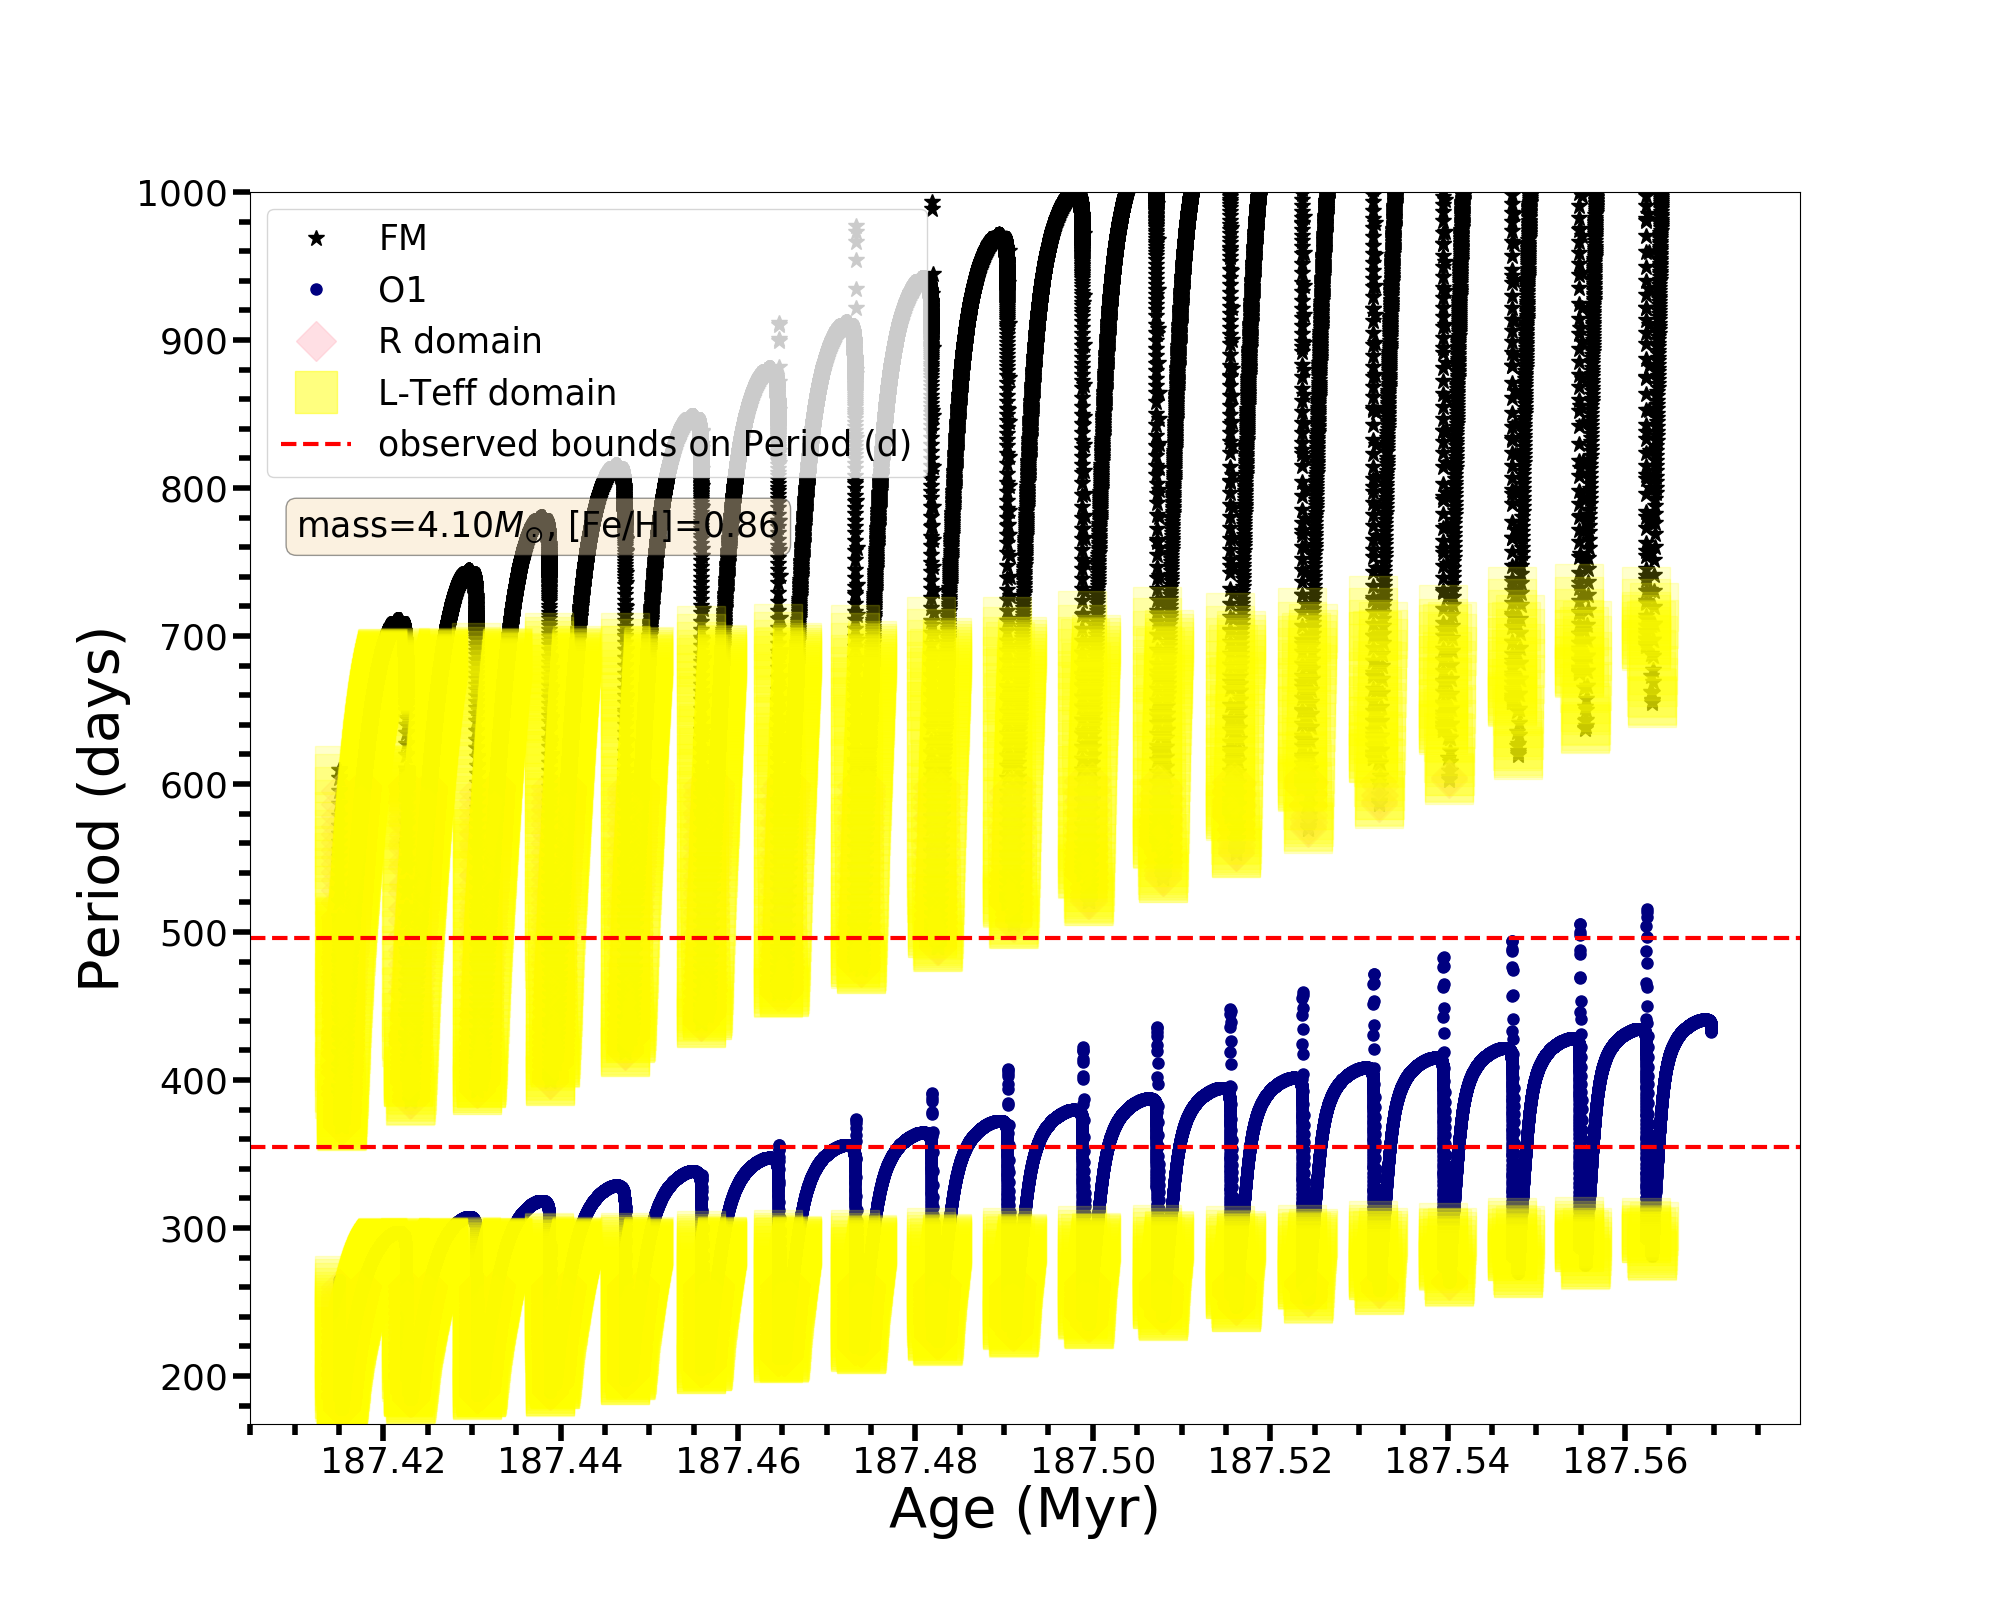 1000
900
800
700
600
500
400
300
200
Period (days)
FM
O1
R domain
L-Teff domain
observed bounds on Period (d)
mass=4.10M⊙, [Fe/H]=0.86
187.42 187.44 187.46 187.48 187.50 187.52 187.54 187.56
Age (Myr)